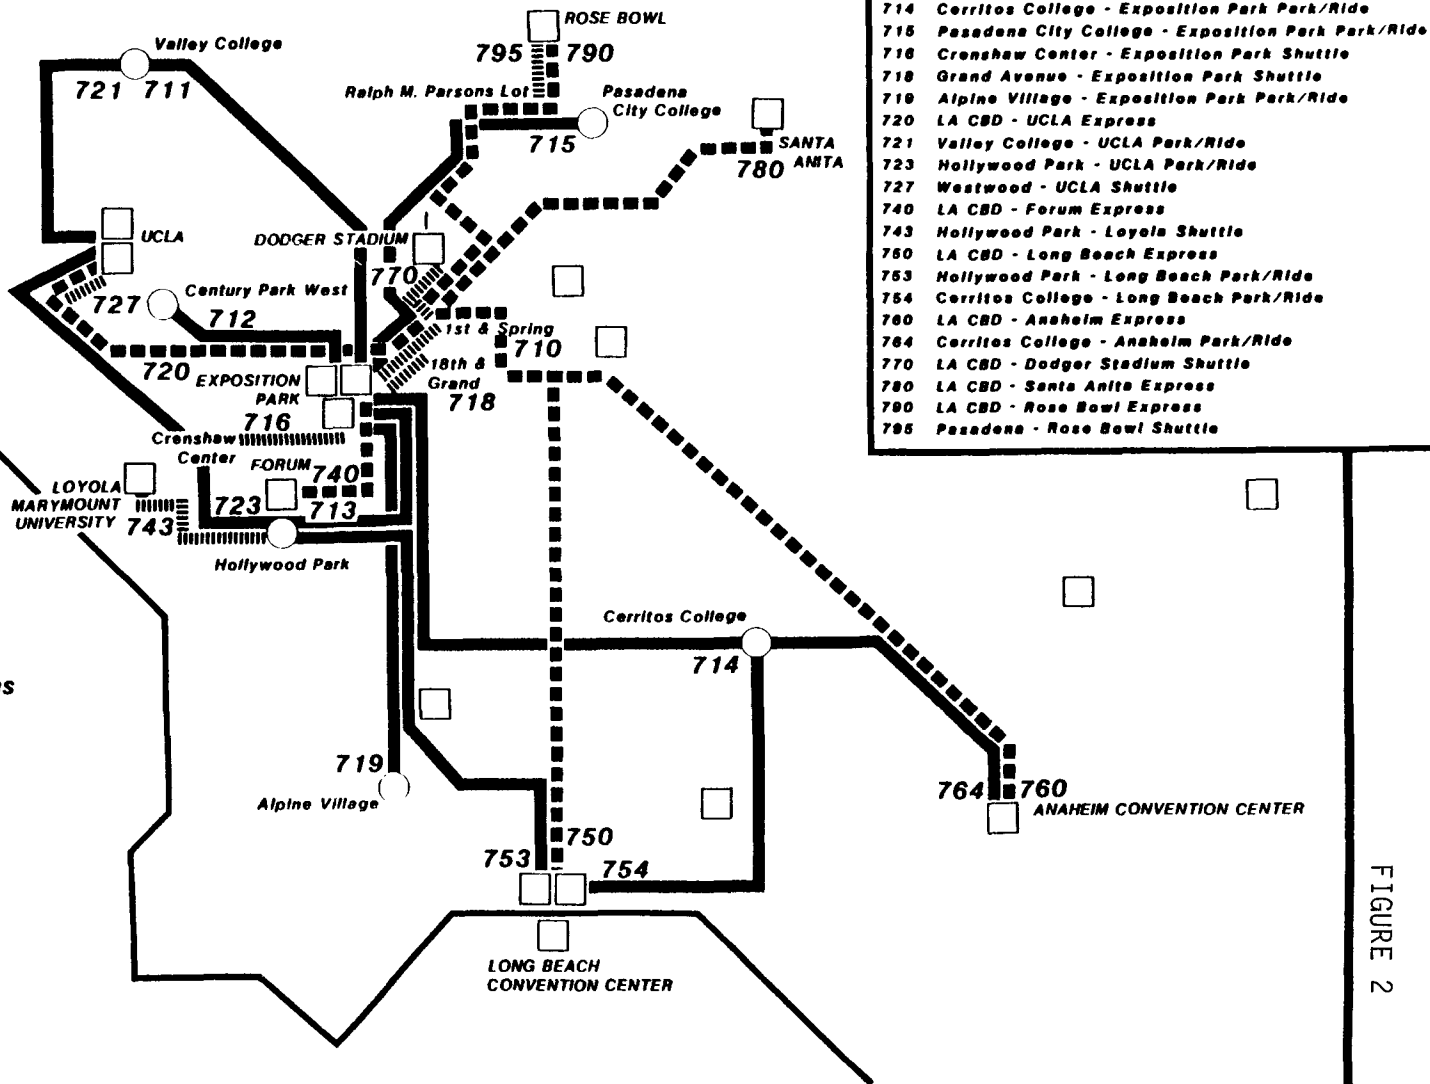 ROSE BOWL
795 790
Valley College
721 711
Ralph M. Parsons Lot
Pasadena
City College
715
SANTA
ANITA
780
UCLA
DODGER STADIUM
770
727
Century Park West
712
1st & Spring
710
720
EXPOSITION
PARK
18th &
Grand
718
716
Crenshaw
Center
FORUM
740
713
LOYOLA
MARYMOUNT
UNIVERSITY
743
723
Hollywood Park
Cerritos College
714
719
Alpine Village
764 760
ANAHEIM CONVENTION CENTER
750
753
754
LONG BEACH
CONVENTION CENTER
714 Cerritos College - Exposition Park Park/Ride
715 Pasadena City College - Exposition Park Park/Ride
716 Crenshaw Center - Exposition Park Shuttle
718 Grand Avenue - Exposition Park Shuttle
719 Alpine Village - Exposition Park Park/Ride
720 LA CBD - UCLA Express
721 Valley College - UCLA Park/Ride
723 Hollywood Park - UCLA Park/Ride
727 Westwood - UCLA Shuttle
740 LA CBD - Forum Express
743 Hollywood Park - Loyola Shuttle
750 LA CBD - Long Beach Express
753 Hollywood Park - Long Beach Park/Ride
754 Cerritos College - Long Beach Park/Ride
760 LA CBD - Anaheim Express
764 Cerritos College - Anaheim Park/Ride
770 LA CBD - Dodger Stadium Shuttle
780 LA CBD - Santa Anita Express
790 LA CBD - Rose Bowl Express
795 Pasadena - Rose Bowl Shuttle
FIGURE 2